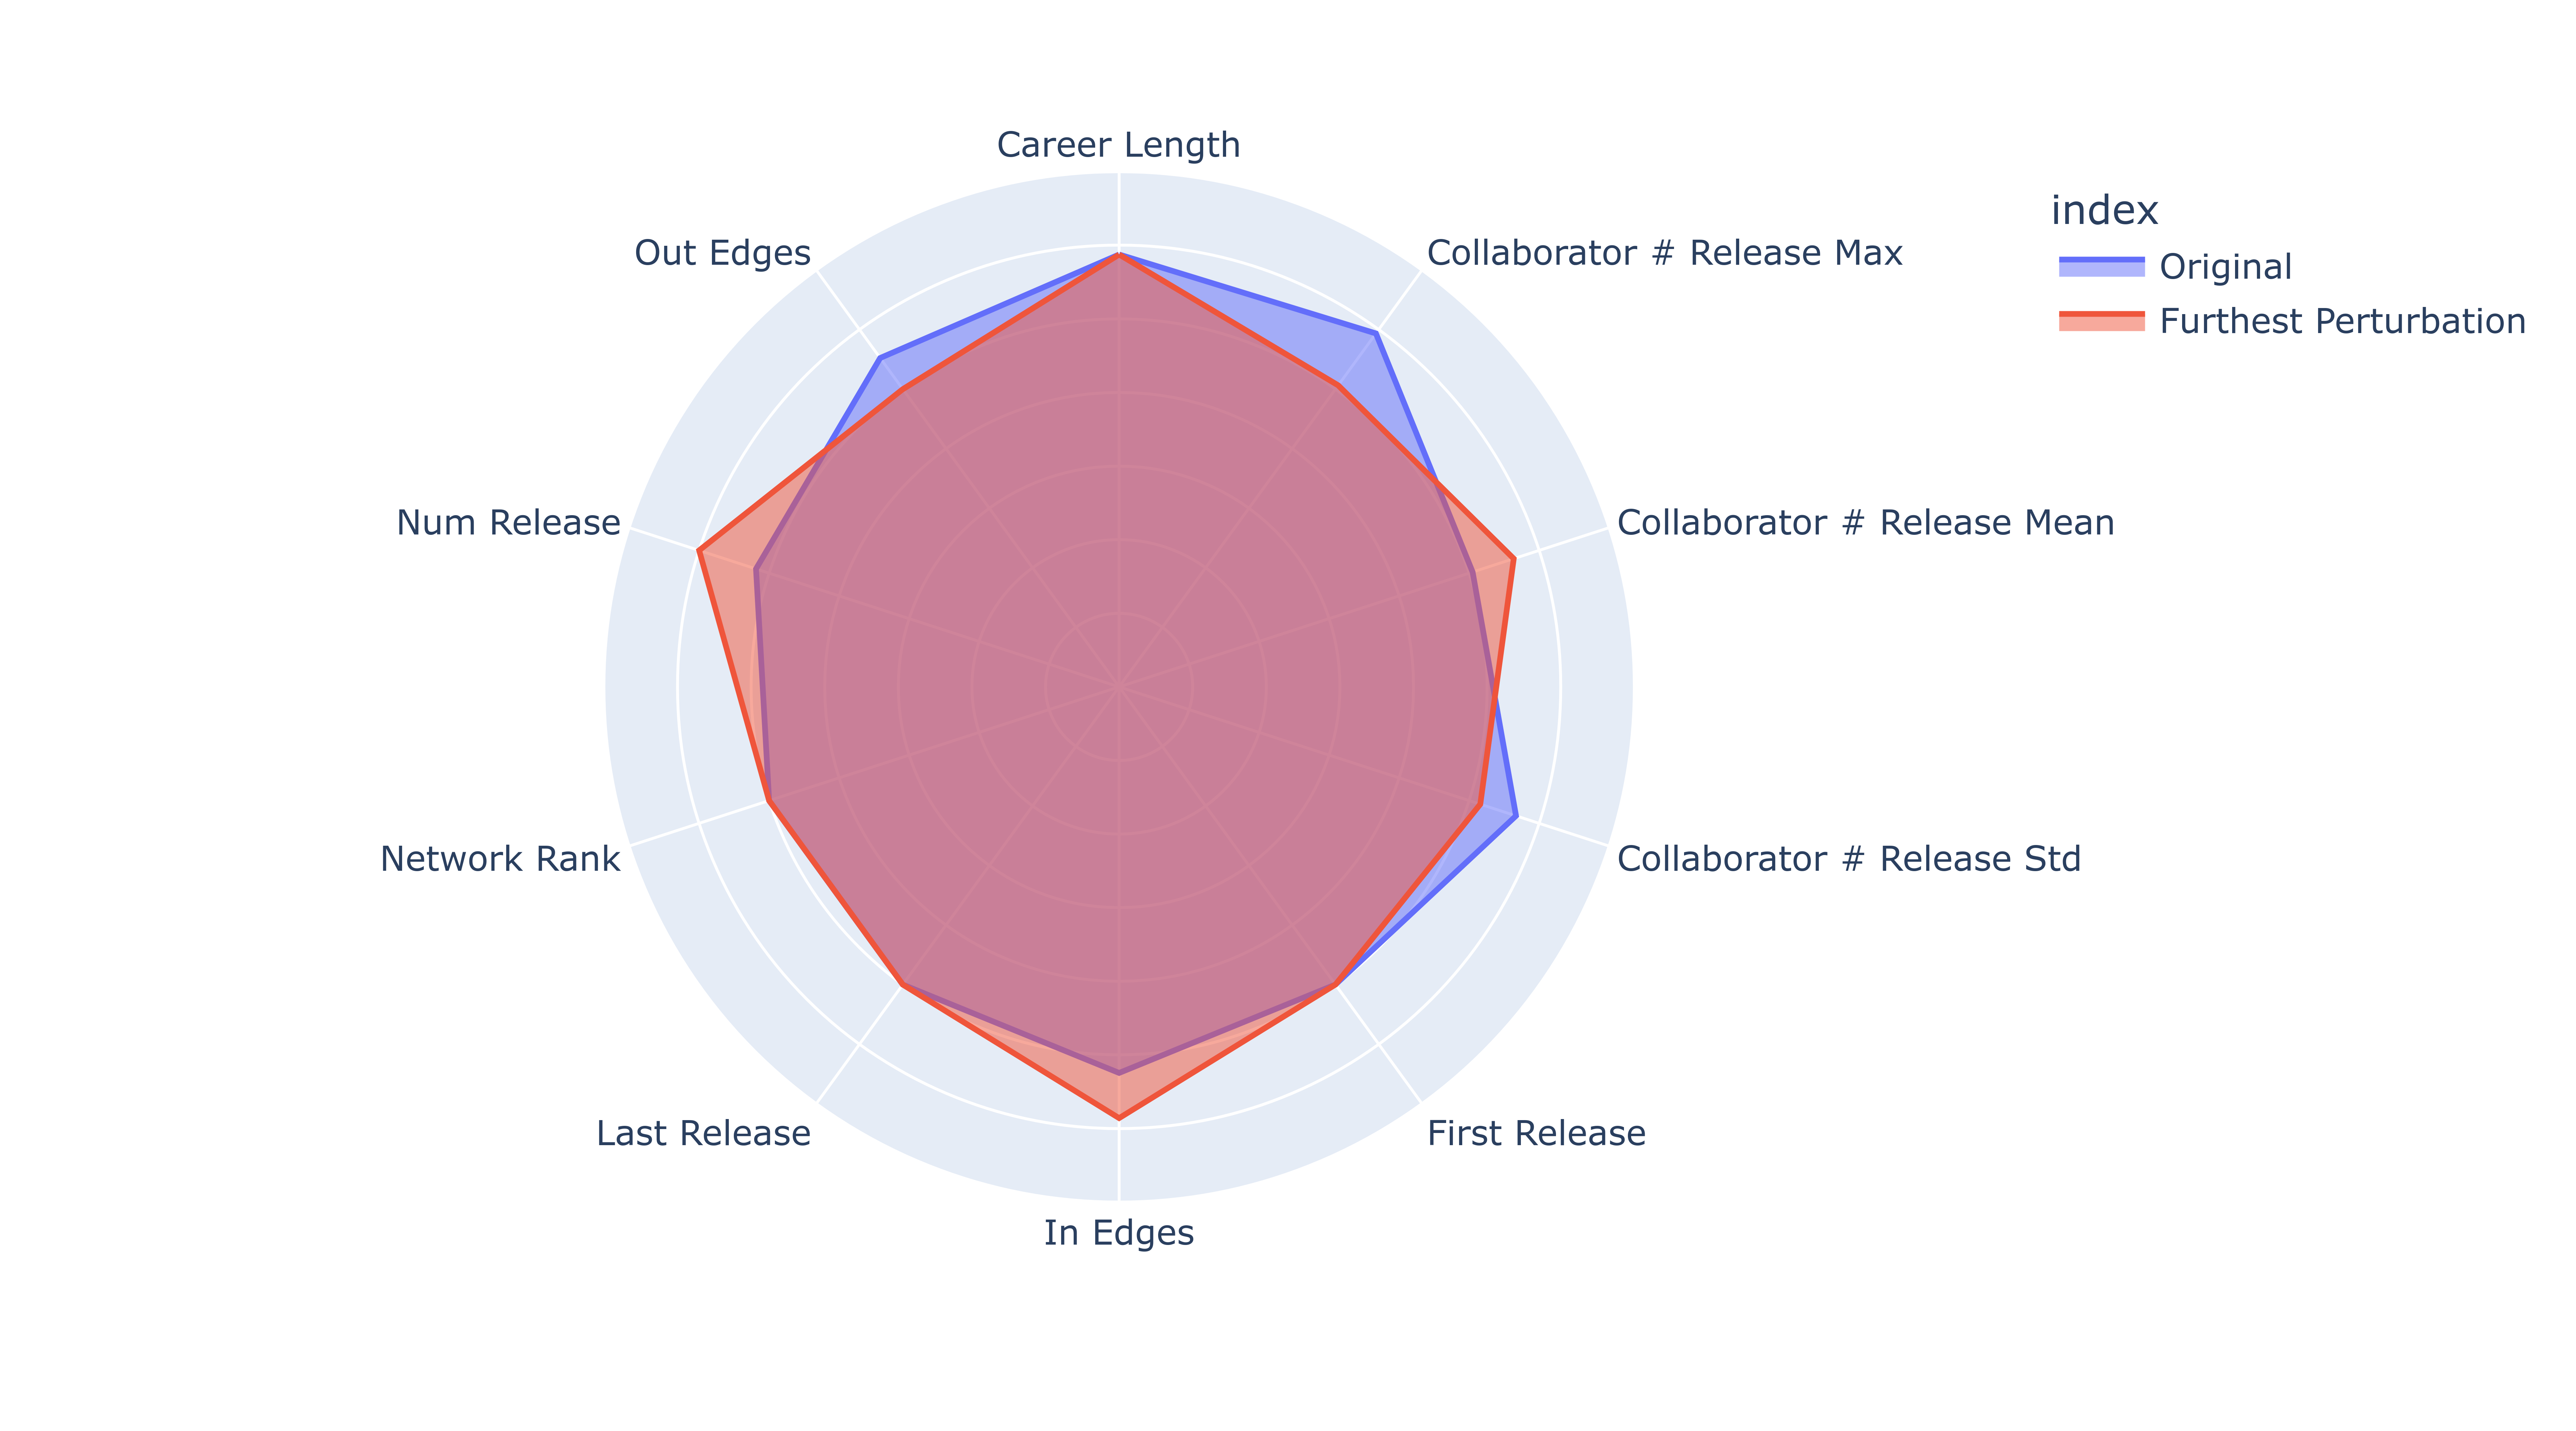 Career Length
Out Edges
Collaborator # Release Max
Num Release
Collaborator # Release Mean
Network Rank
Collaborator # Release Std
Last Release
First Release
In Edges
index
Original
Furthest Perturbation